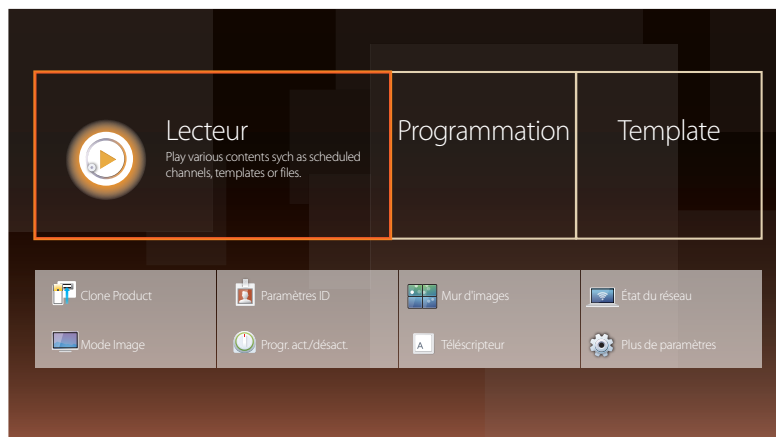 Lecteur
Play various contents sych as scheduled
channels, templates or files.
Programmation
Template
Clone Product
Paramètres ID
Mur d'images
État du réseau
Mode Image
Progr. act./désact.
A
Téléscripteur
Plus de paramètres